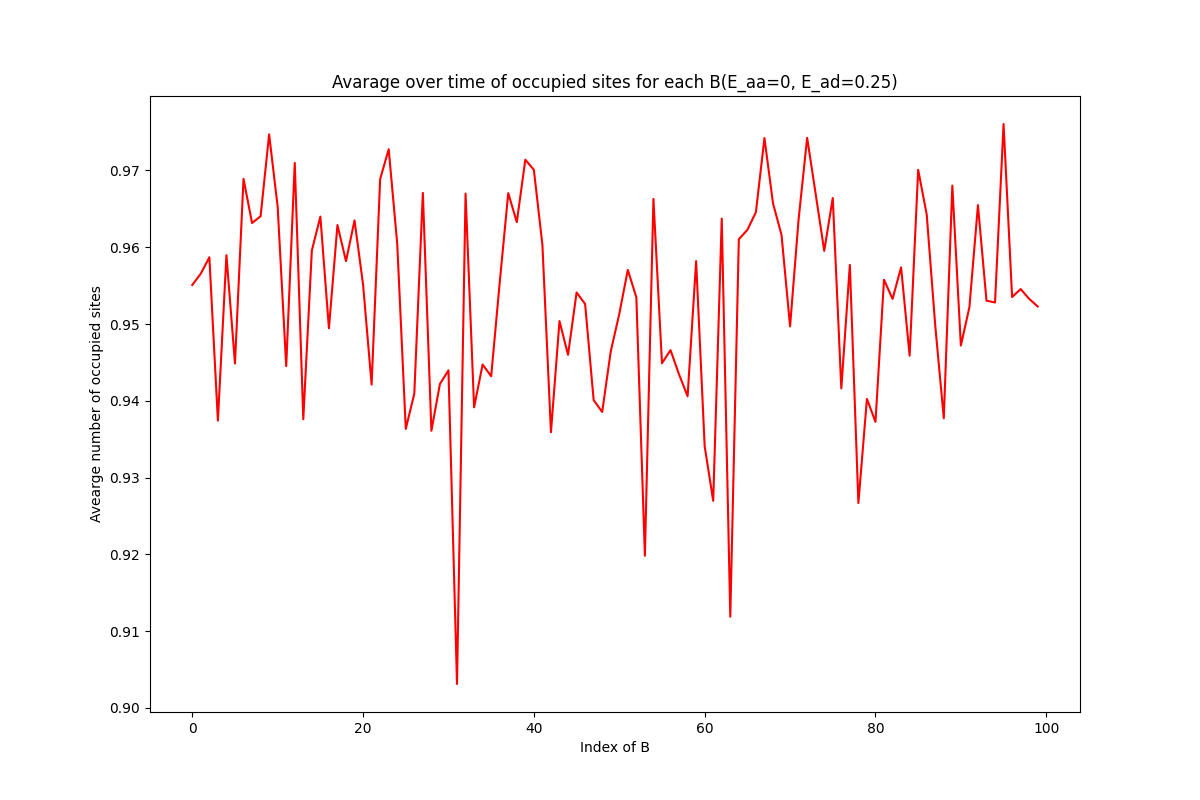 Avarage over time of occupied sites for each B(E_aa=0, E_ad=0.25)
Avearge number of occupied sites
0.97
0.96
0.95
0.94
0.93
0.92
0.91
0.90
0 20 40 60 80 100
Index of B